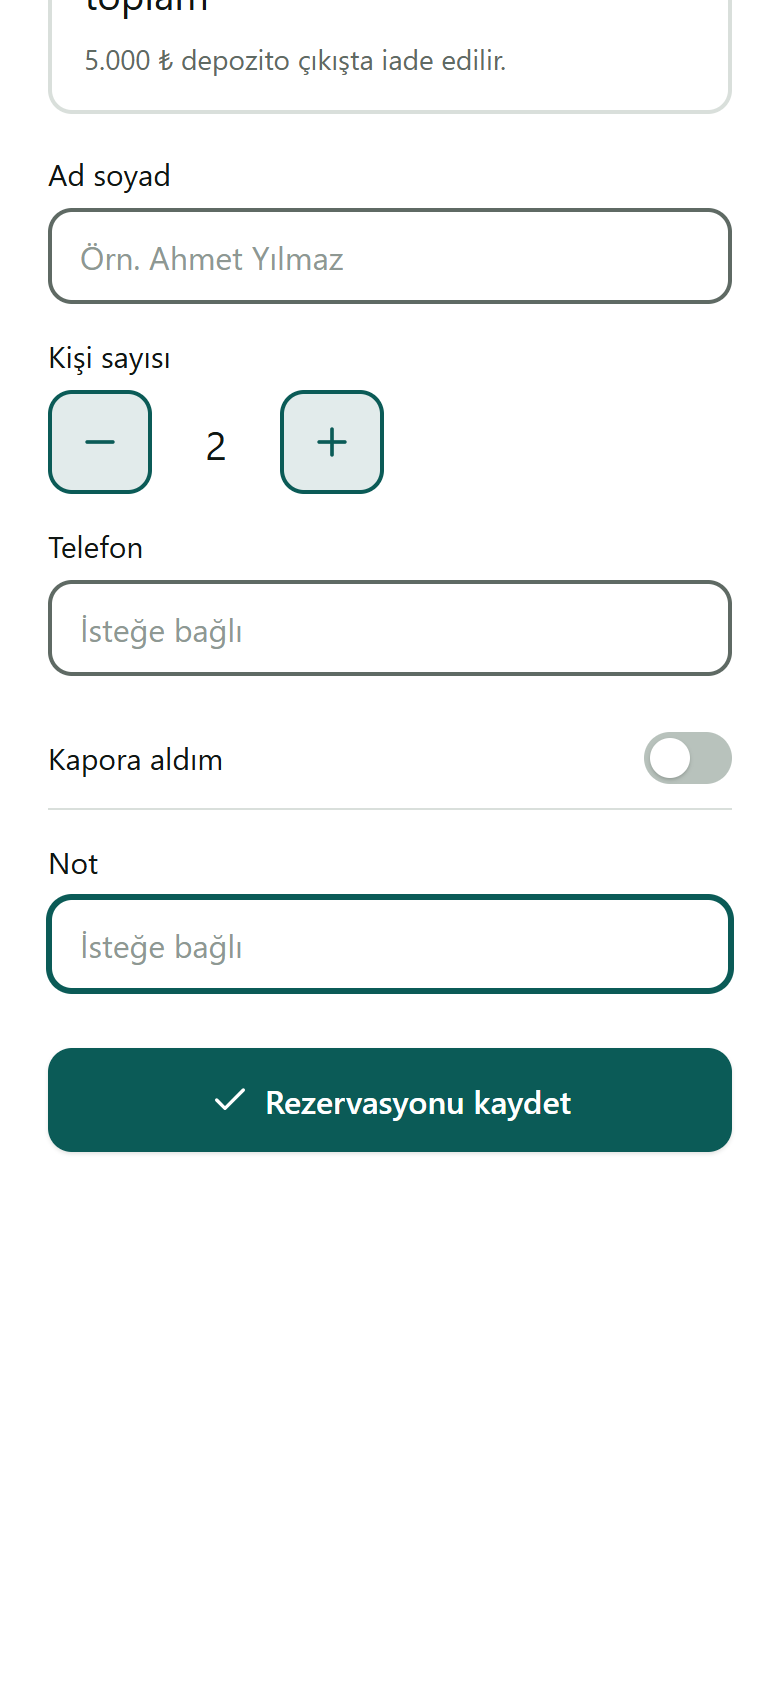 toplam
5.000 ₺ depozito çıkışta iade edilir.
Ad soyad
Örn. Ahmet Yılmaz
Kişi sayısı
2
Telefon
İsteğe bağlı
Kapora aldım
Not
İsteğe bağlı
Rezervasyonu kaydet